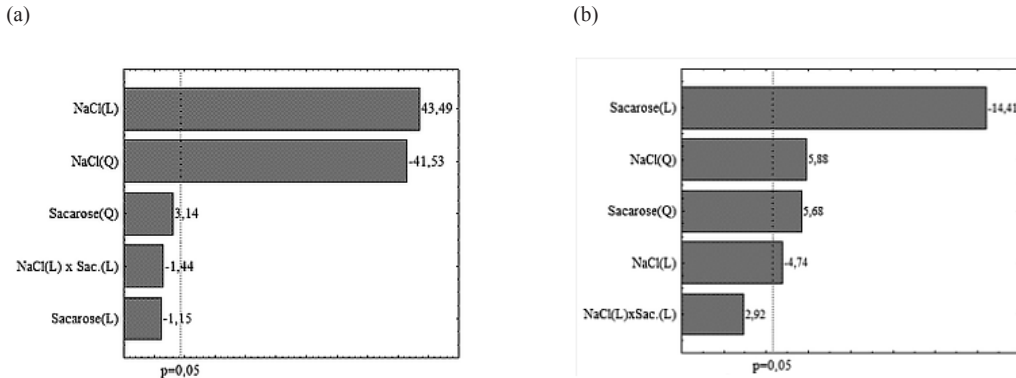 (a)
NaCl(L)
43,49
NaCl(Q)
-41,53
Sacarose(Q)
3,14
NaCl(L) x Sac.(L)
-1,44
Sacarose(L)
-1,15
p=0,05
(b)
Sacarose(L)
-14,41
NaCl(Q)
5,88
Sacarose(Q)
5,68
NaCl(L)
-4,74
NaCl(L)xSac.(L)
2,92
p=0,05